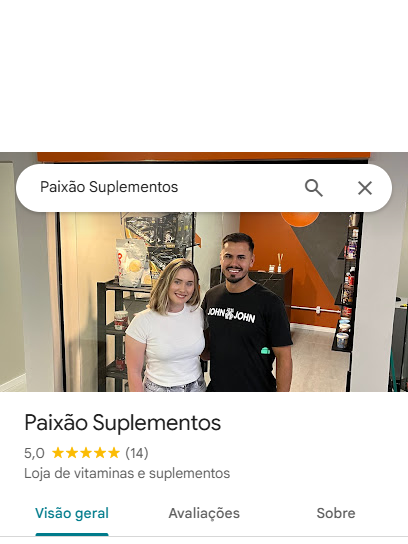 Paixão Suplementos
JOHN JOHN
Paixão Suplementos
5,0 (14)
Loja de vitaminas e suplementos
Visão geral Avaliações Sobre